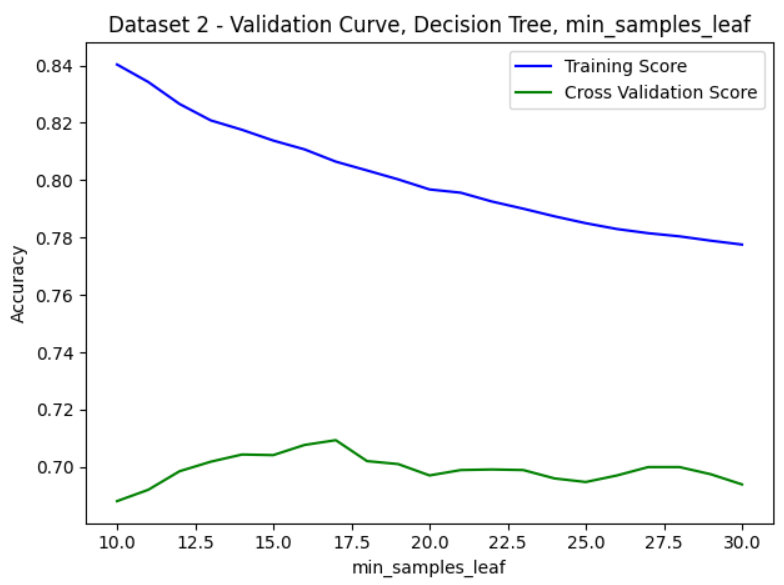 Dataset 2 - Validation Curve, Decision Tree, min_samples_leaf
Training Score
Cross Validation Score
Accuracy
0.84
0.82
0.80
0.78
0.76
0.74
0.72
0.70
10.0 12.5 15.0 17.5 20.0 22.5 25.0 27.5 30.0
min_samples_leaf